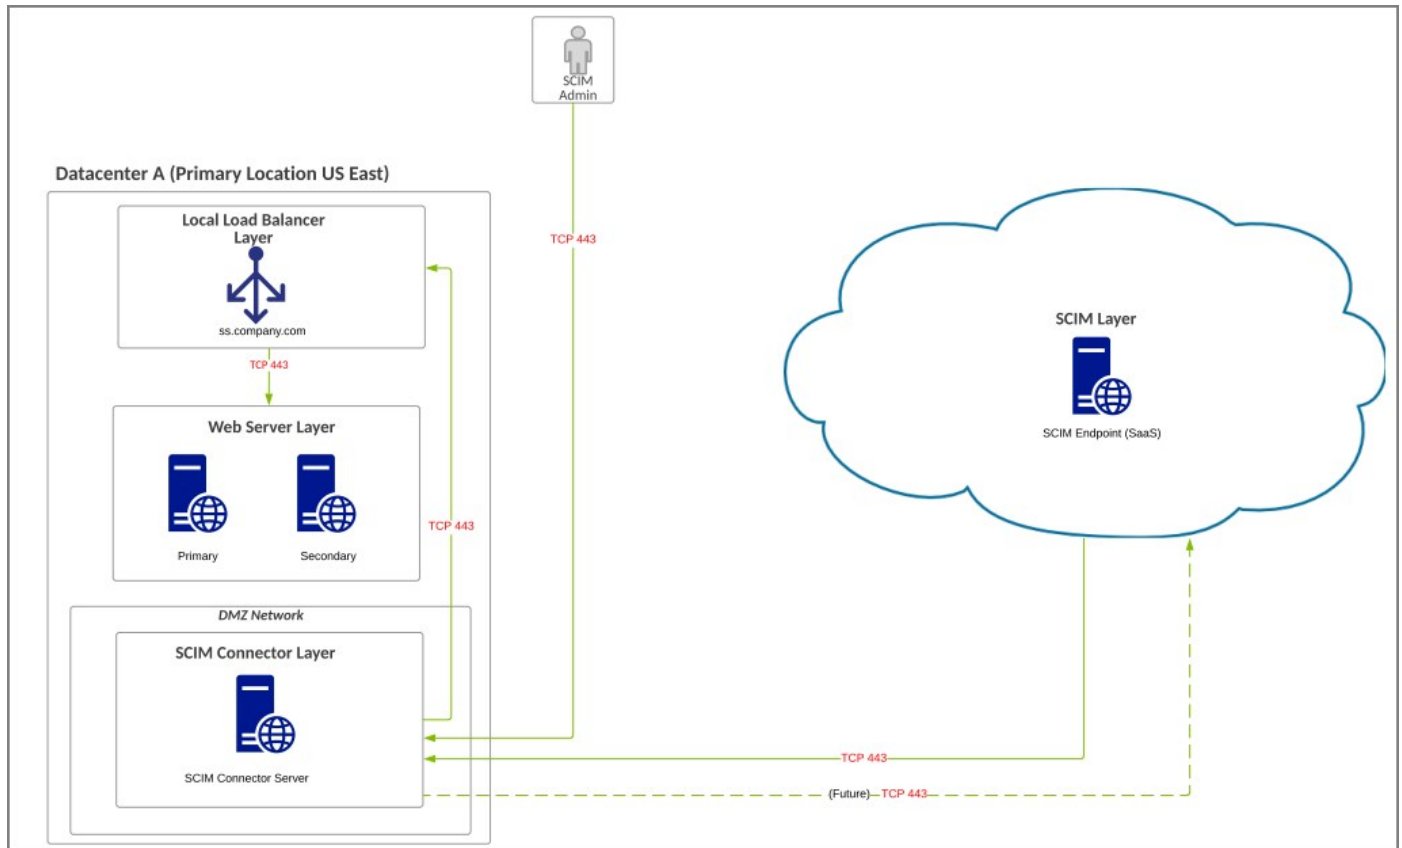 SCIM
Admin
Datacenter A (Primary Location US East)
Local Load Balancer
Layer
ss.company.com
TCP 443
TCP 443
Web Server Layer
Primary
Secondary
TCP 443
DMZ Network
SCIM Connector Layer
SCIM Connector Server
SCIM Layer
SCIM Endpoint (SaaS)
TCP 443
(Future) TCP 443